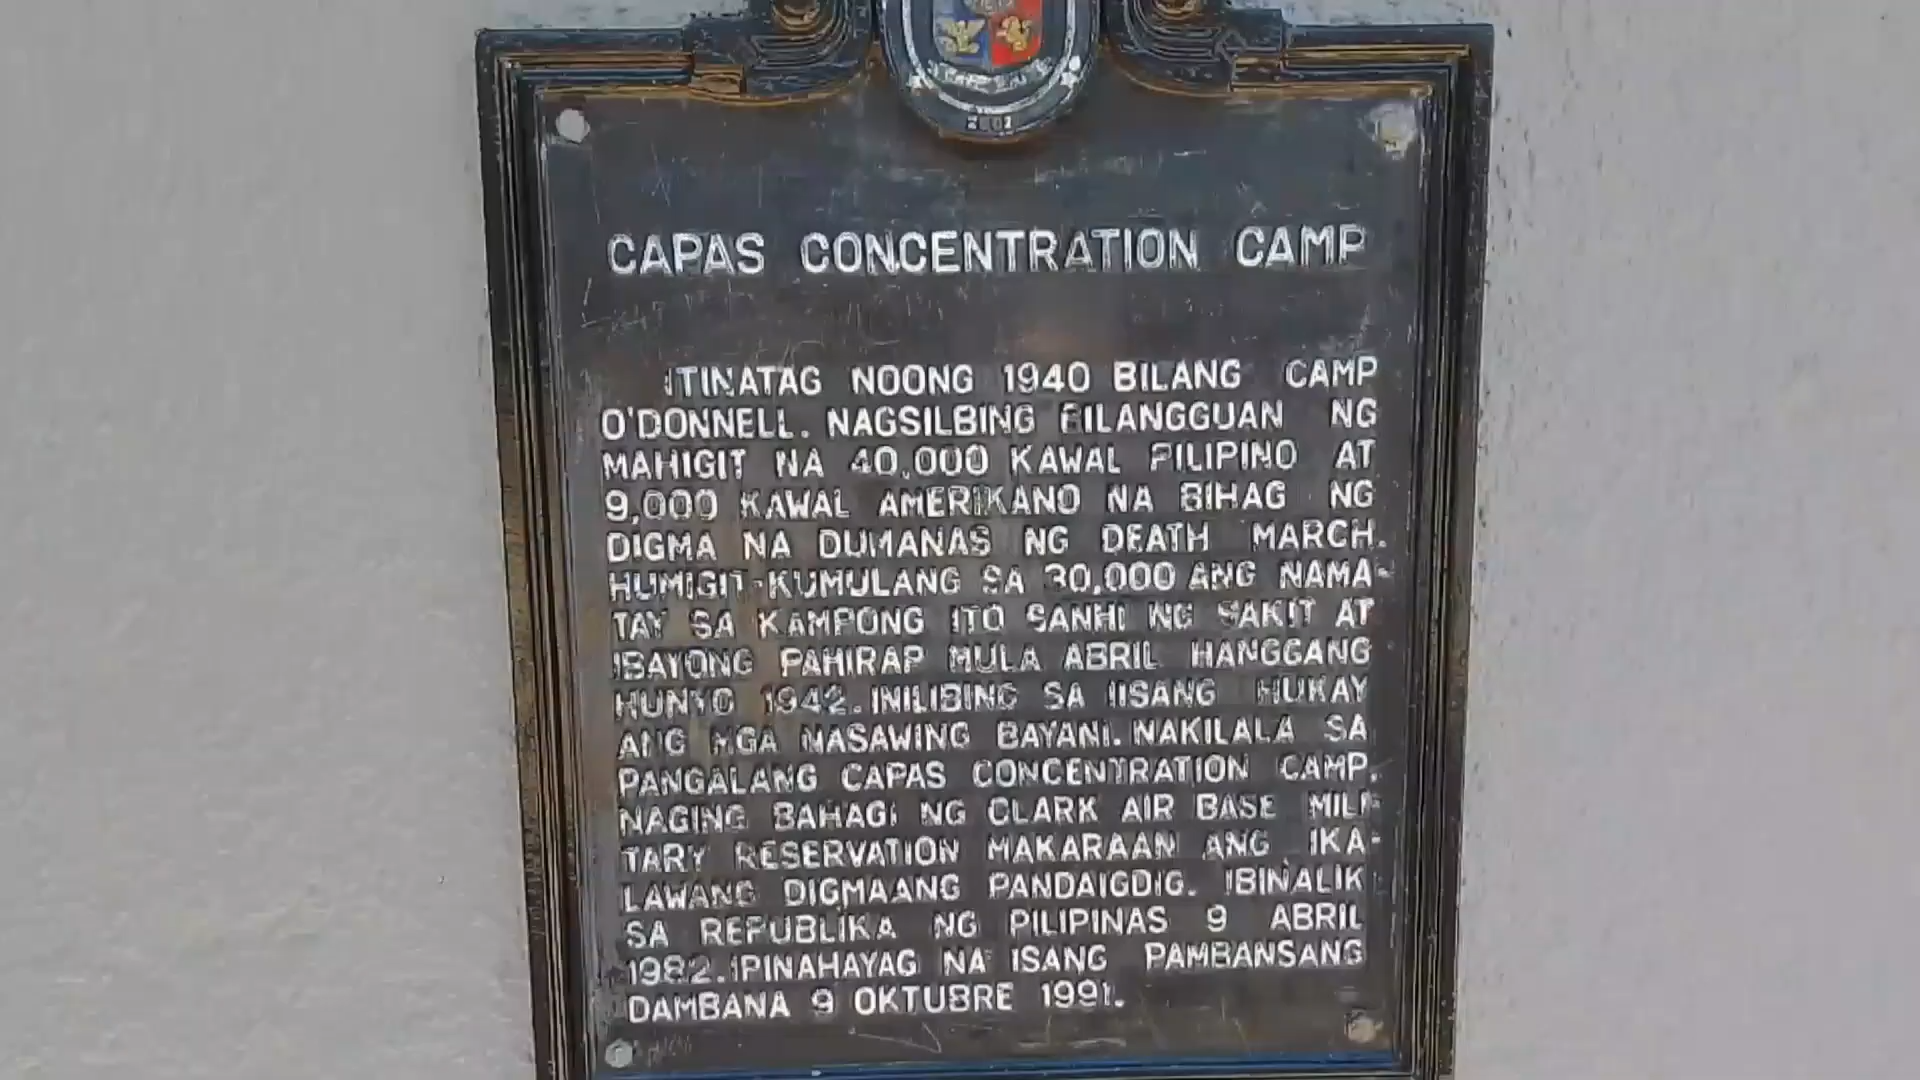 CAPAS CONCENTRATION CAMP
ITINATAG NOONG 1940 BILANG CAMP
O'DONNELL. NAGSILBING PILANGGUAN NG
MAHIGIT NA 40,000 KAWAL PILIPINO AT
9,000 KAWAL AMERIKANO NA BIHAG NG
DIGMA NA DUMANAS NG DEATH MARCH.
HUMIGIT-KUMULANG SA 30,000 ANG NAMA-
TAY SA KAMPONG ITO SANHI NG SAKIT AT
IBAYONG PAHIRAP MULA ABRIL HANGGANG
HUNYO 1942. INILIBING SA IISANG HUKAY
ANG MGA NASAWING BAYANI. NAKILALA SA
PANGALANG CAPAS CONCENTRATION CAMP.
NAGING BAHAGI NG CLARK AIR BASE MILI-
TARY RESERVATION MAKARAAN ANG IKA-
LAWANG DIGMAANG PANDAIGDIG. IBINALIK
SA REPUBLIKA NG PILIPINAS 9 ABRIL
1982. IPINAHAYAG NA ISANG PAMBANSANG
DAMBANA 9 OKTUBRE 1991.